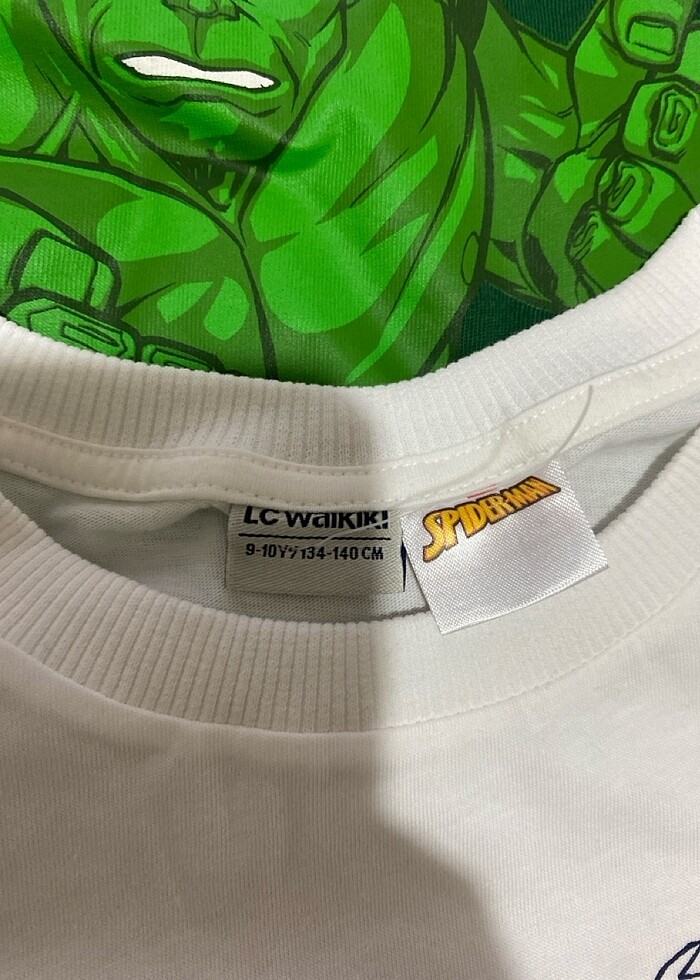 LC Waikiki
9-10Y/134-140 CM
SPIDER-MAN